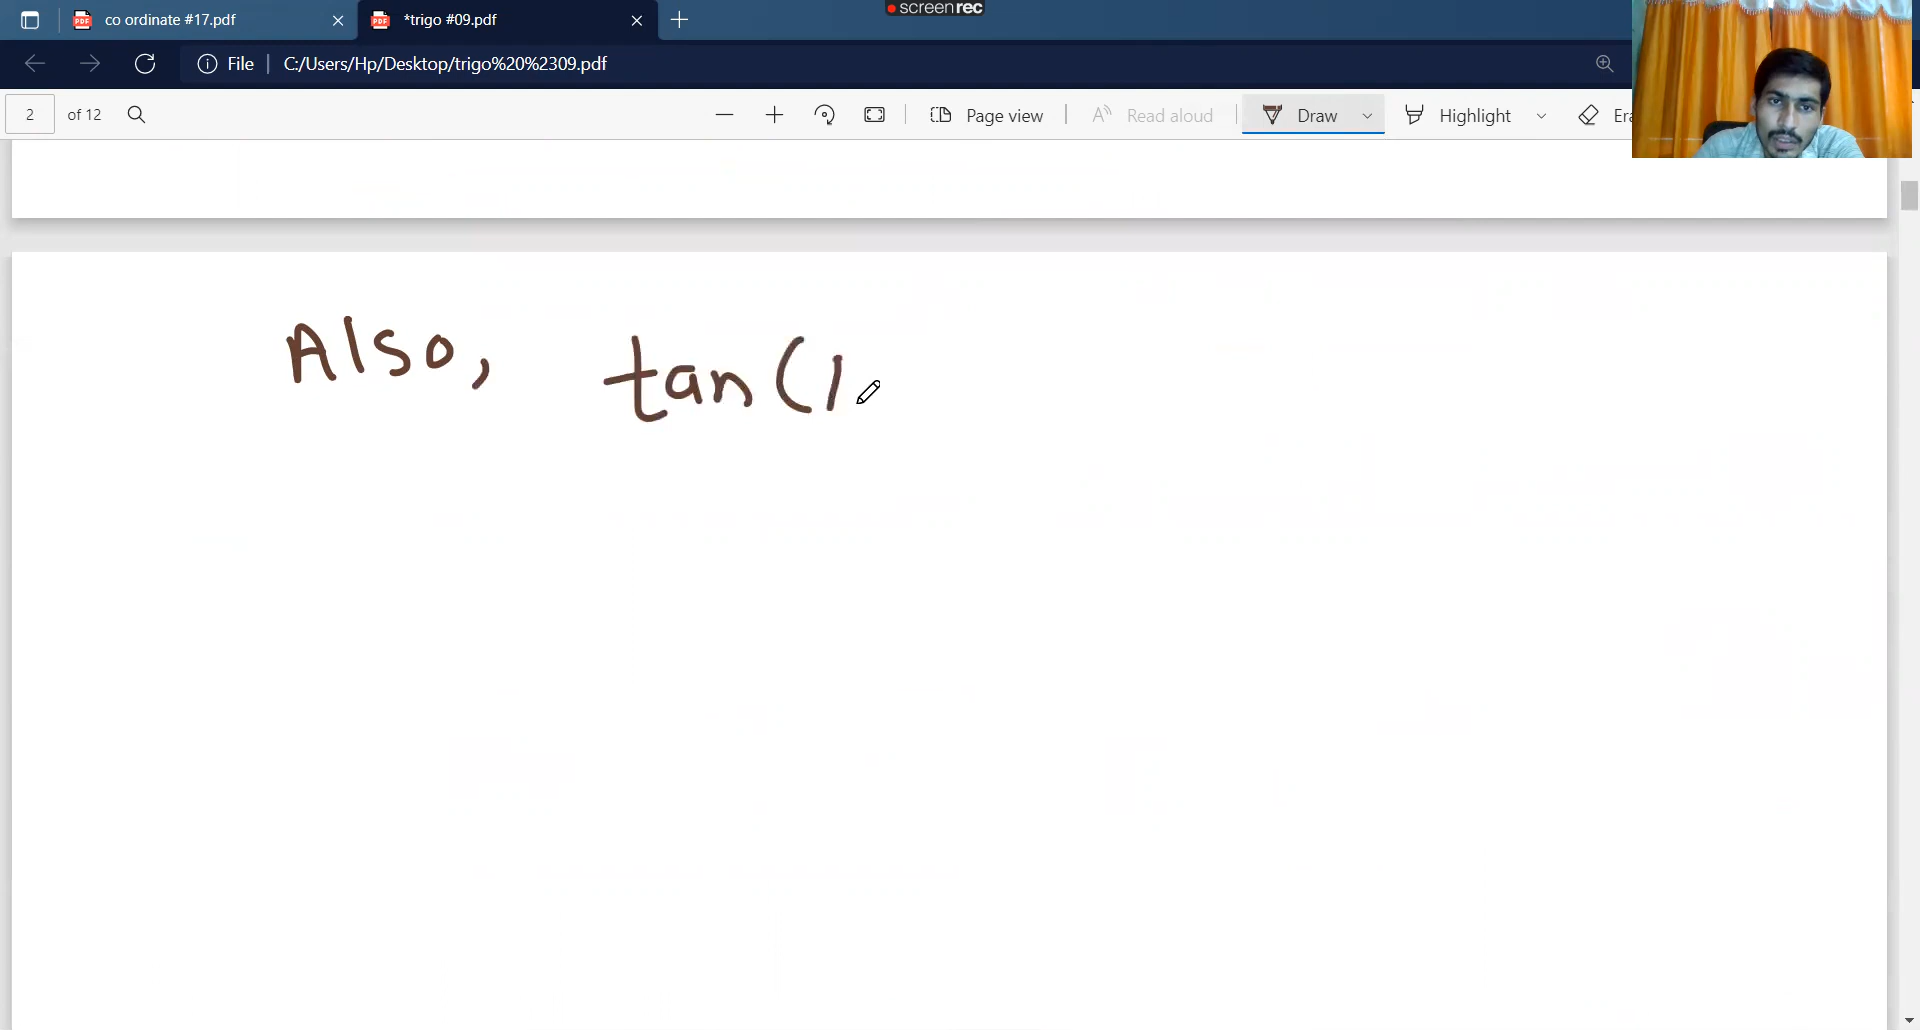 co ordinate #17.pdf *trigo #09.pdf screenrec
File C:/Users/Hp/Desktop/trigo%20%2309.pdf
2 of 12 Page view Read aloud Draw Highlight
Also, tan(1